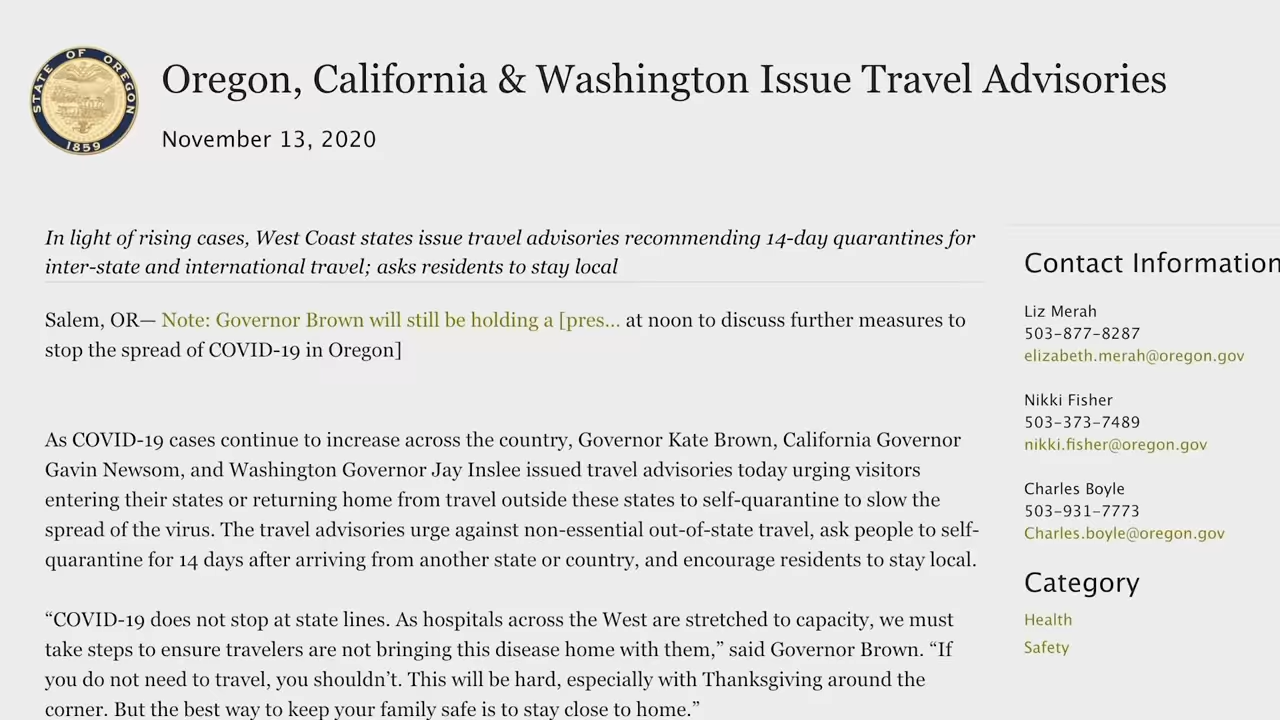 STATE OF OREGON
1859
Oregon, California & Washington Issue Travel Advisories
November 13, 2020
In light of rising cases, West Coast states issue travel advisories recommending 14-day quarantines for
inter-state and international travel; asks residents to stay local
Salem, OR— Note: Governor Brown will still be holding a [pres... at noon to discuss further measures to
stop the spread of COVID-19 in Oregon]
As COVID-19 cases continue to increase across the country, Governor Kate Brown, California Governor
Gavin Newsom, and Washington Governor Jay Inslee issued travel advisories today urging visitors
entering their states or returning home from travel outside these states to self-quarantine to slow the
spread of the virus. The travel advisories urge against non-essential out-of-state travel, ask people to self-
quarantine for 14 days after arriving from another state or country, and encourage residents to stay local.
“COVID-19 does not stop at state lines. As hospitals across the West are stretched to capacity, we must
take steps to ensure travelers are not bringing this disease home with them,” said Governor Brown. “If
you do not need to travel, you shouldn’t. This will be hard, especially with Thanksgiving around the
corner. But the best way to keep your family safe is to stay close to home.”
Contact Information
Liz Merah
503-877-8287
elizabeth.merah@oregon.gov
Nikki Fisher
503-373-7489
nikki.fisher@oregon.gov
Charles Boyle
503-931-7773
Charles.boyle@oregon.gov
Category
Health
Safety